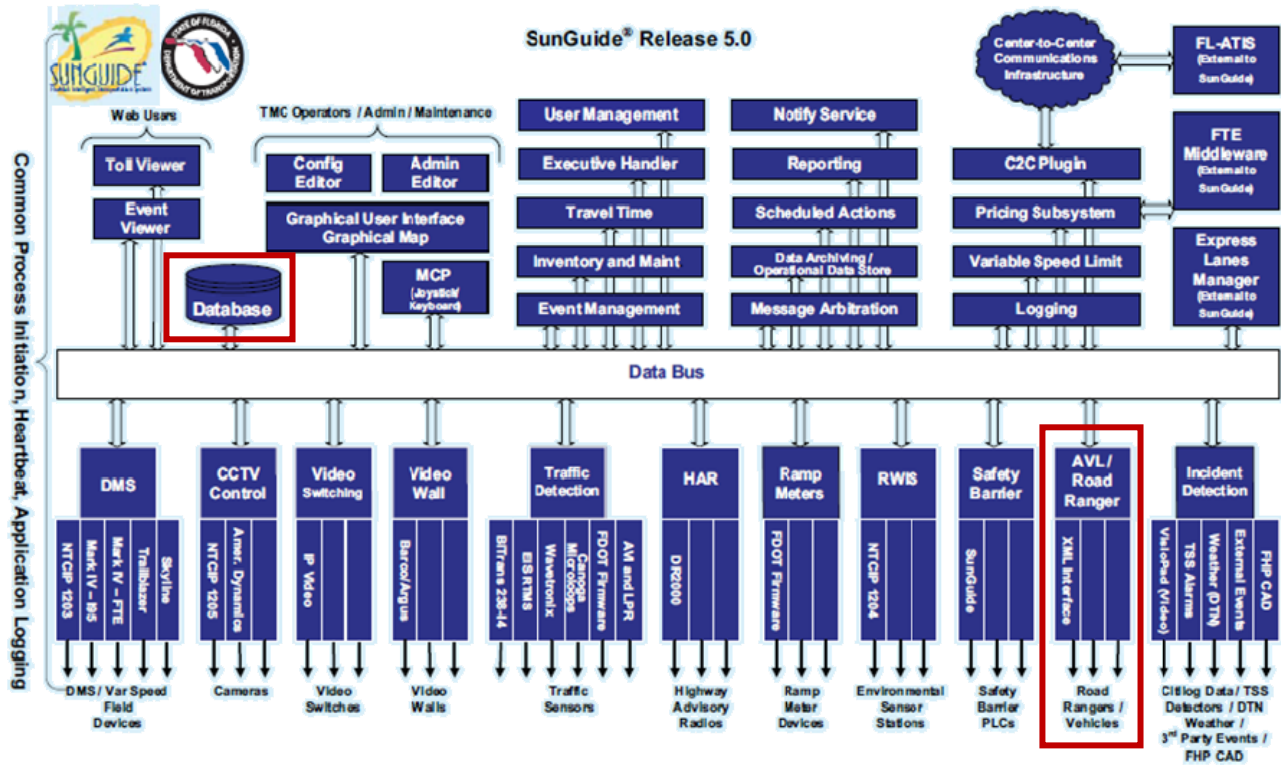 SunGuide® Release 5.0
SUNGUIDE
STATE OF FLORIDA
DEPARTMENT OF TRANSPORTATION
Common Process Initiation, Heartbeat, Application Logging
Web Users
Toll Viewer
Event
Viewer
Database
TMC Operators / Admin / Maintenance
Config
Editor
Admin
Editor
Graphical User Interface
Graphical Map
MCP
(Joystick/
Keyboard)
User Management
Executive Handler
Travel Time
Inventory and Maint
Event Management
Notify Service
Reporting
Scheduled Actions
Data Archiving /
Operational Data Store
Message Arbitration
Center-to-Center
Communications
Infrastructure
C2C Plugin
Pricing Subsystem
Variable Speed Limit
Logging
FL-ATIS
(External to
SunGuide)
FTE
Middleware
(External to
SunGuide)
Express
Lanes
Manager
(External to
SunGuide)
Data Bus
DMS
NTCIP 1203
Mark IV – I95
Mark IV – FTE
Trailblazer
Skyline
DMS / Var Speed
Field
Devices
CCTV
Control
NTCIP 1205
Amer. Dynamics
Cameras
Video
Switching
IP Video
Video
Switches
Video
Wall
Barco/Argus
Video
Walls
Traffic
Detection
BiTrans 238-I4
EIS RTMS
Wavetronix
Canoga
Microloops
FDOT Firmware
AVI and LPR
Traffic
Sensors
HAR
DR2000
Highway
Advisory
Radios
Ramp
Meters
FDOT Firmware
Ramp
Meter
Devices
RWIS
NTCIP 1204
Environmental
Sensor
Stations
Safety
Barrier
SunGuide
Safety
Barrier
PLCs
AVL/
Road
Ranger
XML Interface
Road
Rangers /
Vehicles
Incident
Detection
VisioPad (Video)
TSS Alarms
Weather (DTN)
External Events
FHP CAD
Citilog Data / TSS
Detectors / DTN
Weather /
3rd Party Events /
FHP CAD